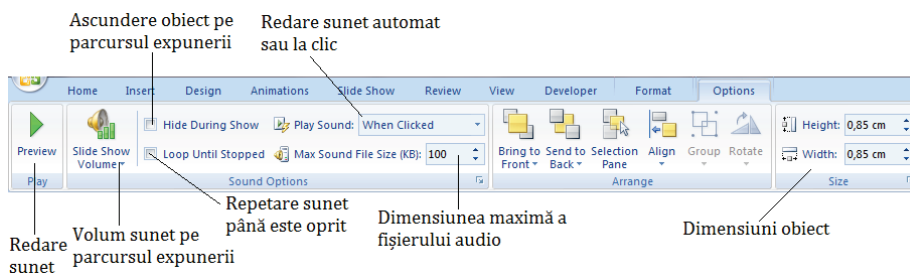 Ascundere obiect pe
parcursul expunerii
Redare sunet automat
sau la clic
Home Insert Design Animations Slide Show Review View Developer Format Options
Preview
Slide Show
Volume
Hide During Show
Play Sound: When Clicked
Loop Until Stopped
Max Sound File Size (KB): 100
Bring to
Front
Send to
Back
Selection
Pane
Align
Group
Rotate
Height: 0,85 cm
Width: 0,85 cm
Play
Sound Options
Arrange
Size
Redare
sunet
Volum sunet pe
parcursul expunerii
Repetare sunet
până este oprit
Dimensiunea maximă a
fișierului audio
Dimensiuni obiect